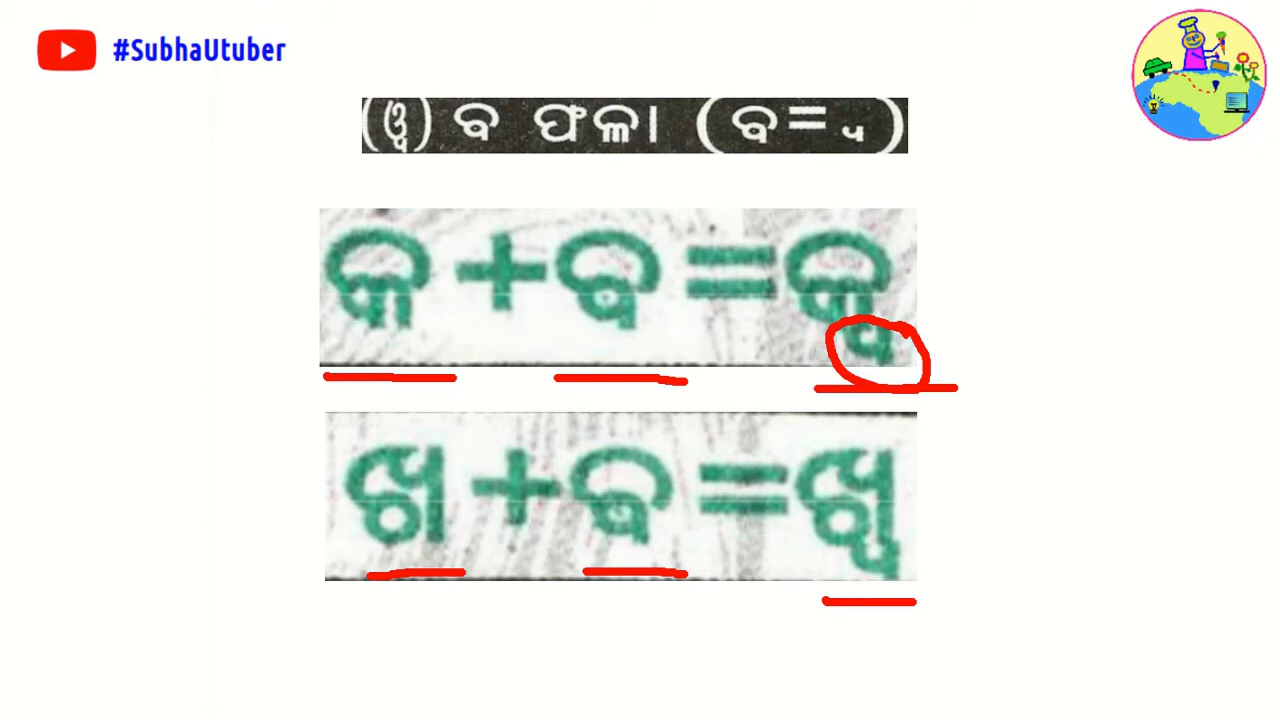 #SubhaUtuber
(ୱ) ବ ଫଳା (ବ = ୍ୱ)
କ + ବ = କ୍ୱ
ଖ + ବ = ଖ୍ୱ